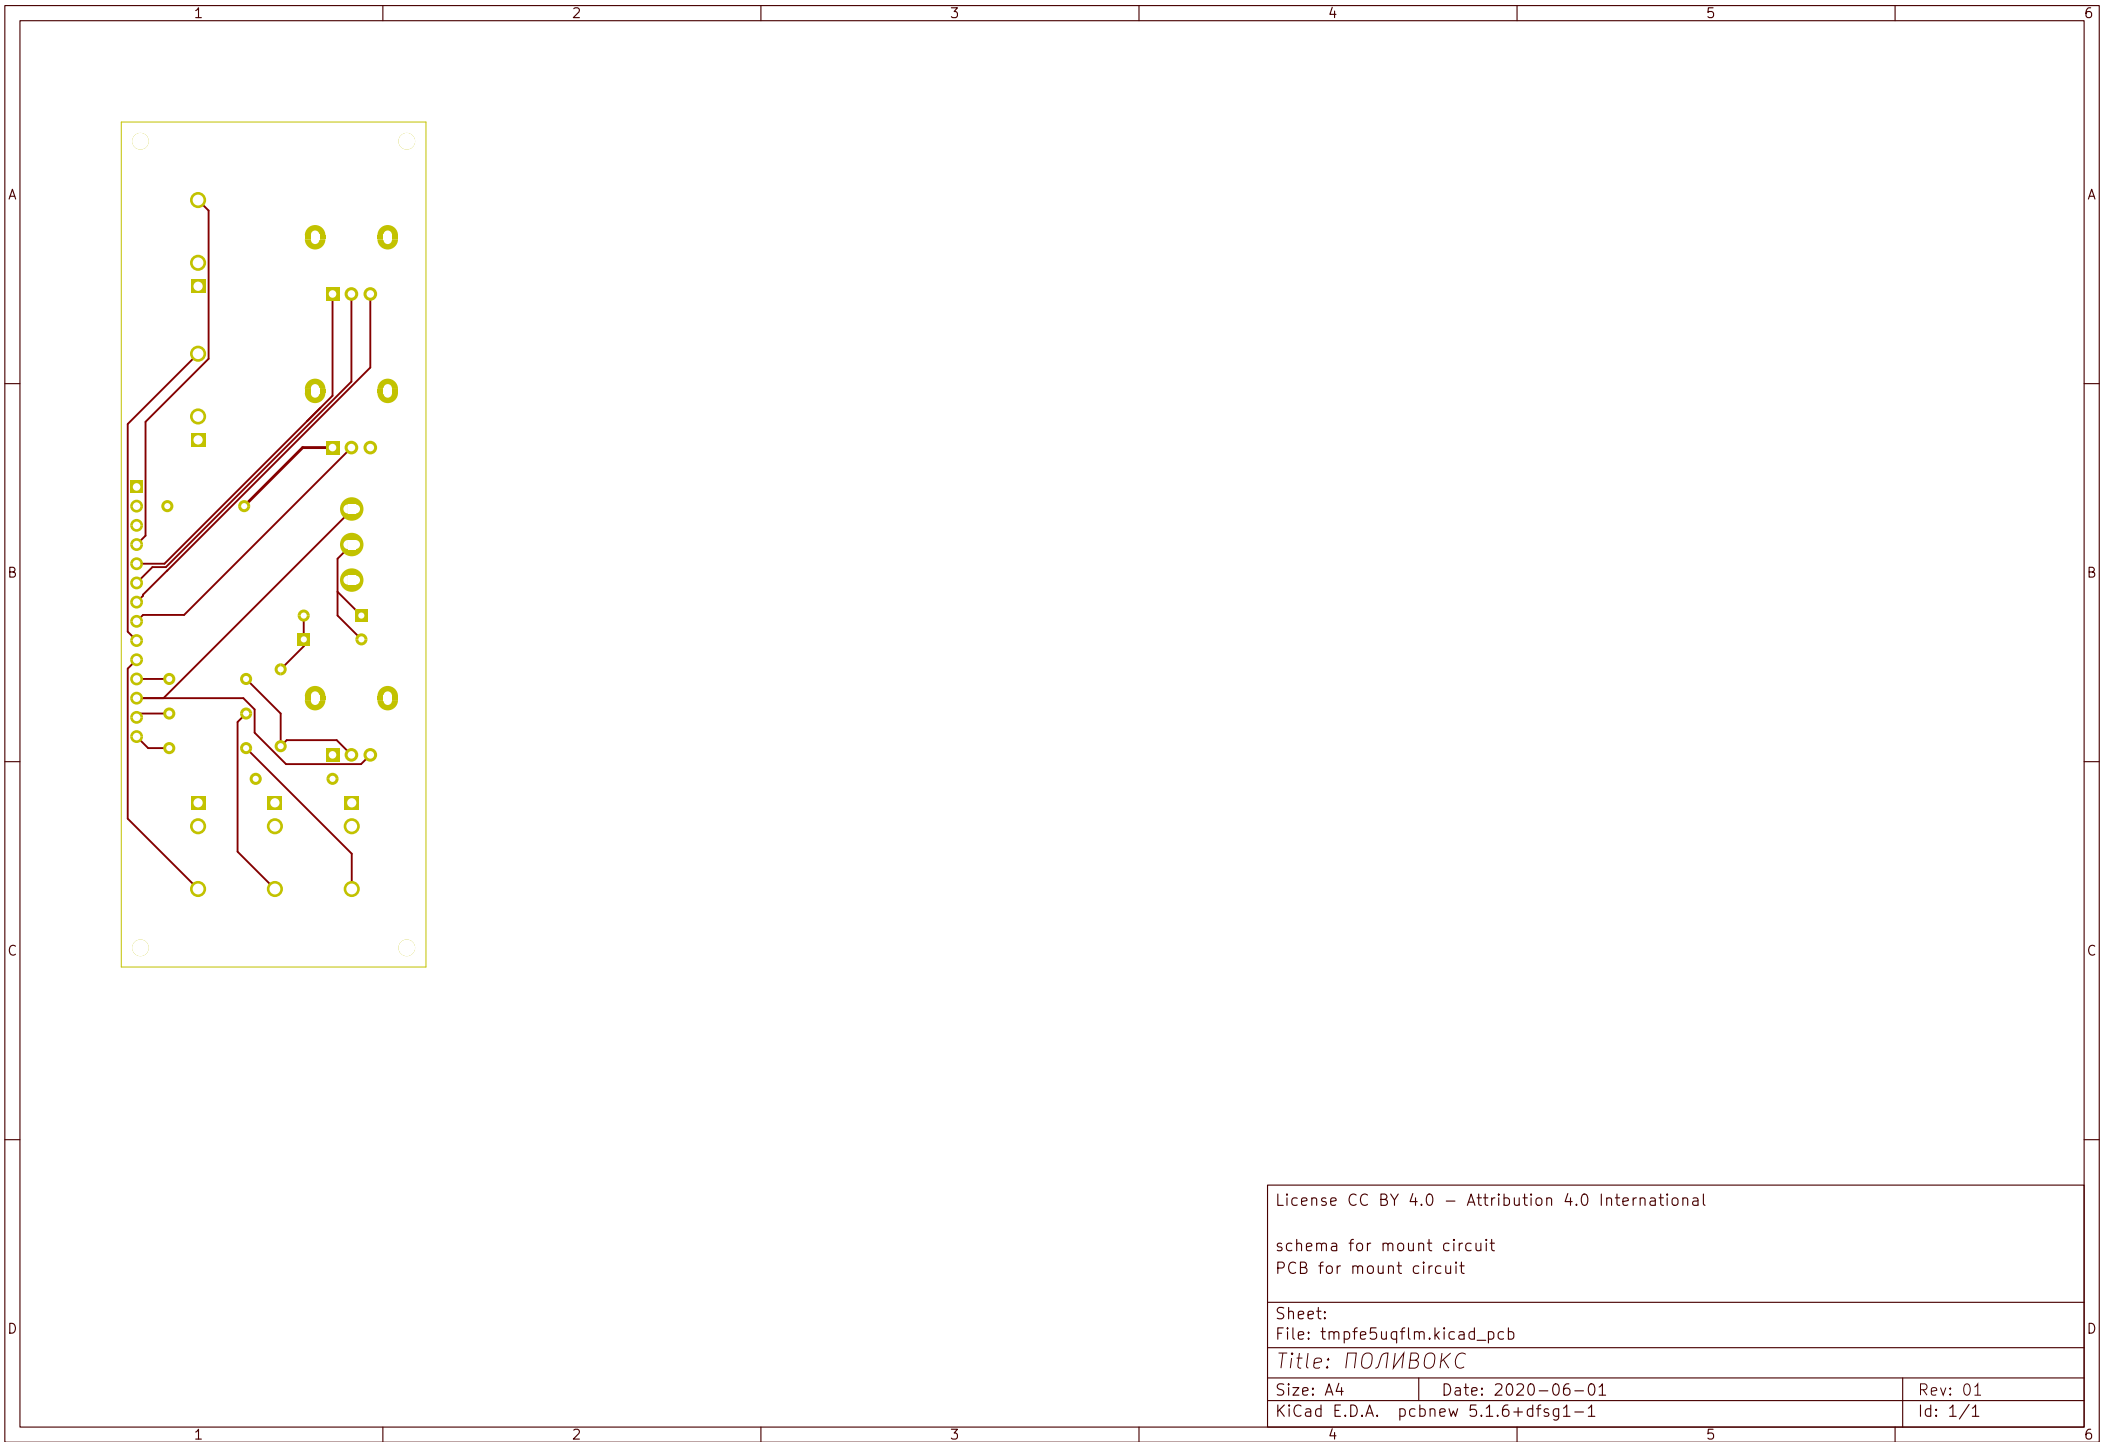 1 2 3 4 5 6
A A
B B
C C
License CC BY 4.0 – Attribution 4.0 International
schema for mount circuit
PCB for mount circuit
Sheet:
D D
File: tmpfe5uqflm.kicad_pcb
Title: ПОЛИВОКС
Size: A4 Date: 2020-06-01 Rev: 01
KiCad E.D.A. pcbnew 5.1.6+dfsg1-1 Id: 1/1
1 2 3 4 5 6